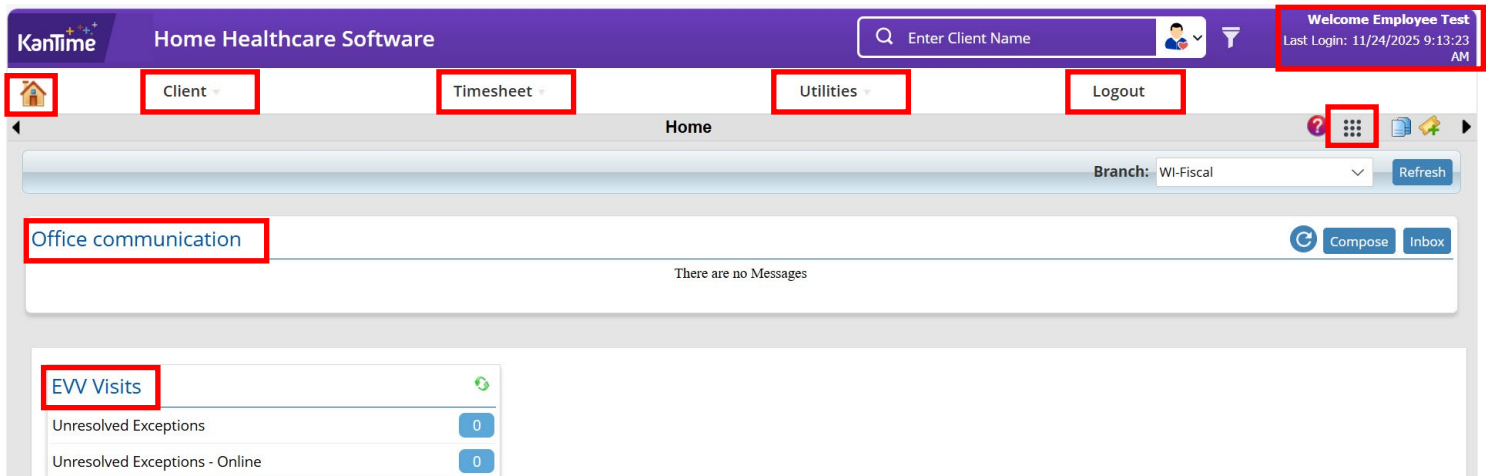 KanTime Home Healthcare Software Enter Client Name Welcome Employee Test
Last Login: 11/24/2025 9:13:23
AM
Client Timesheet Utilities Logout
Home ?
Branch: WI-Fiscal Refresh
Office communication Compose Inbox
There are no Messages
EVV Visits
Unresolved Exceptions 0
Unresolved Exceptions - Online 0